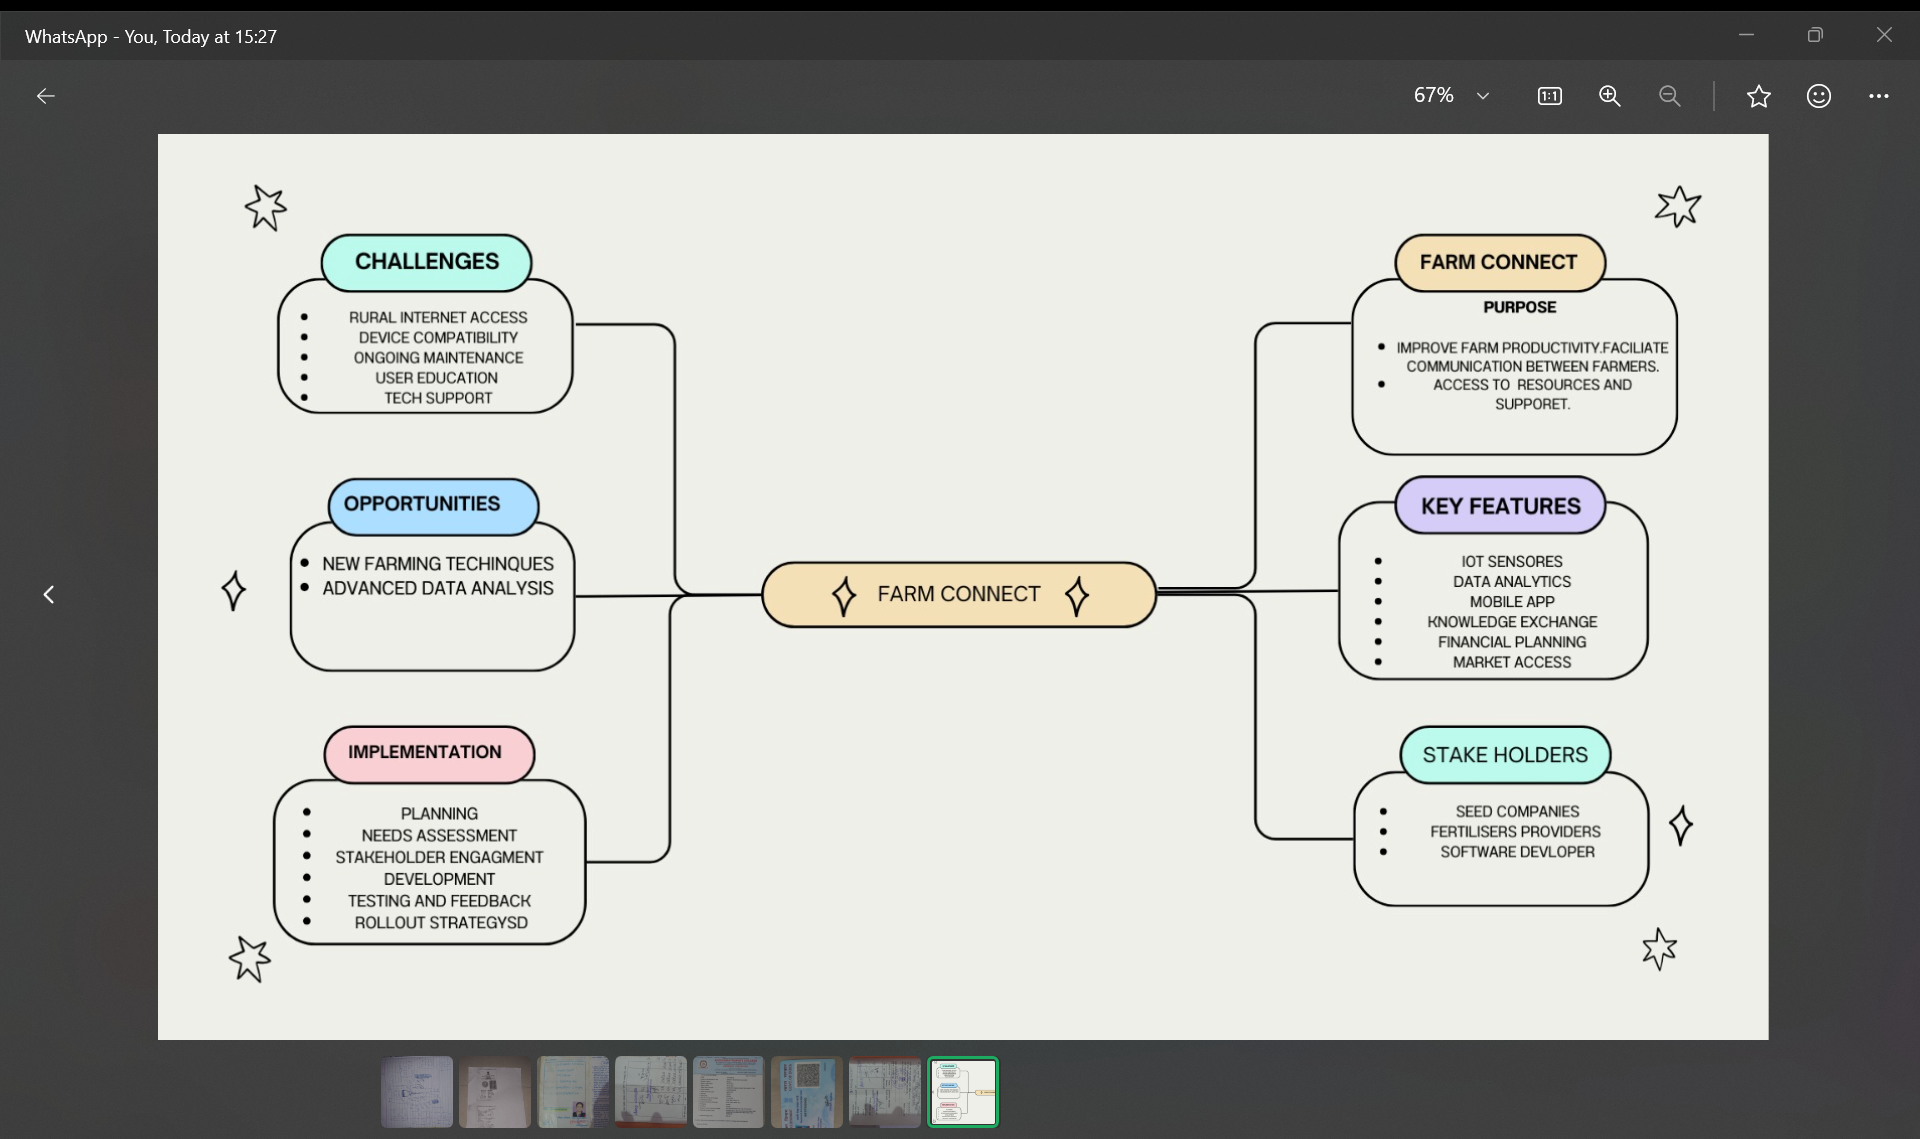 WhatsApp - You, Today at 15:27
67%
1:1
CHALLENGES
RURAL INTERNET ACCESS
DEVICE COMPATIBILITY
ONGOING MAINTENANCE
USER EDUCATION
TECH SUPPORT
OPPORTUNITIES
NEW FARMING TECHINQUES
ADVANCED DATA ANALYSIS
IMPLEMENTATION
PLANNING
NEEDS ASSESSMENT
STAKEHOLDER ENGAGMENT
DEVELOPMENT
TESTING AND FEEDBACK
ROLLOUT STRATEGYSD
FARM CONNECT
FARM CONNECT
PURPOSE
IMPROVE FARM PRODUCTIVITY.FACILIATE
COMMUNICATION BETWEEN FARMERS.
ACCESS TO RESOURCES AND
SUPPORET.
KEY FEATURES
IOT SENSORES
DATA ANALYTICS
MOBILE APP
KNOWLEDGE EXCHANGE
FINANCIAL PLANNING
MARKET ACCESS
STAKE HOLDERS
SEED COMPANIES
FERTILISERS PROVIDERS
SOFTWARE DEVLOPER